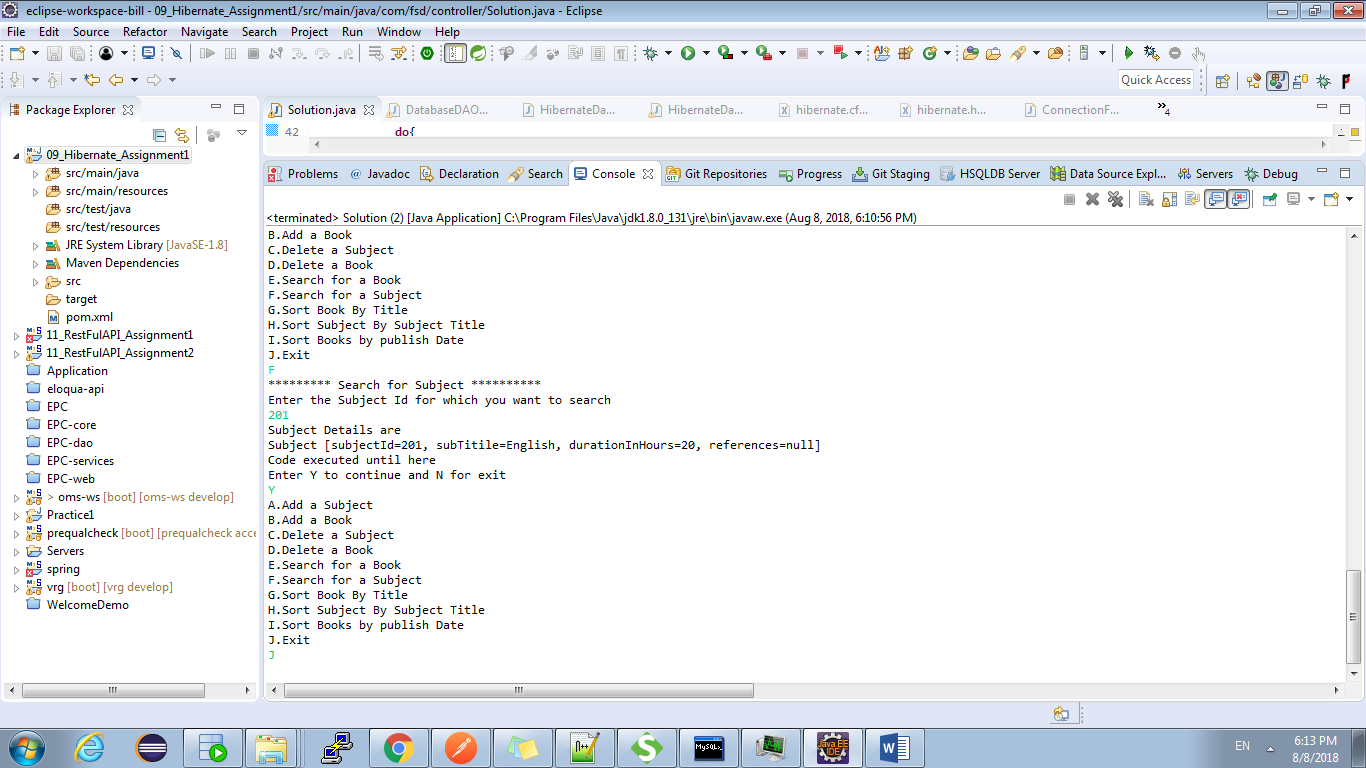 eclipse-workspace-bill - 09_Hibernate_Assignment1/src/main/java/com/fsd/controller/Solution.java - Eclipse
File Edit Source Refactor Navigate Search Project Run Window Help
Quick Access
Package Explorer
09_Hibernate_Assignment1
src/main/java
src/main/resources
src/test/java
src/test/resources
JRE System Library [JavaSE-1.8]
Maven Dependencies
src
target
pom.xml
11_RestFulAPI_Assignment1
11_RestFulAPI_Assignment2
Application
eloqua-api
EPC
EPC-core
EPC-dao
EPC-services
EPC-web
> oms-ws [boot] [oms-ws develop]
Practice1
prequalcheck [boot] [prequalcheck acce
Servers
spring
vrg [boot] [vrg develop]
WelcomeDemo
Solution.java DatabaseDAO... HibernateDa... HibernateDa... hibernate.cf... hibernate.h... ConnectionF... »4
42 do{
Problems @ Javadoc Declaration Search Console Git Repositories Progress Git Staging HSQLDB Server Data Source Expl... Servers Debug
<terminated> Solution (2) [Java Application] C:\Program Files\Java\jdk1.8.0_131\jre\bin\javaw.exe (Aug 8, 2018, 6:10:56 PM)
B.Add a Book
C.Delete a Subject
D.Delete a Book
E.Search for a Book
F.Search for a Subject
G.Sort Book By Title
H.Sort Subject By Subject Title
I.Sort Books by publish Date
J.Exit
F
********* Search for Subject **********
Enter the Subject Id for which you want to search
201
Subject Details are
Subject [subjectId=201, subTitile=English, durationInHours=20, references=null]
Code executed until here
Enter Y to continue and N for exit
Y
A.Add a Subject
B.Add a Book
C.Delete a Subject
D.Delete a Book
E.Search for a Book
F.Search for a Subject
G.Sort Book By Title
H.Sort Subject By Subject Title
I.Sort Books by publish Date
J.Exit
J
EN
6:13 PM
8/8/2018